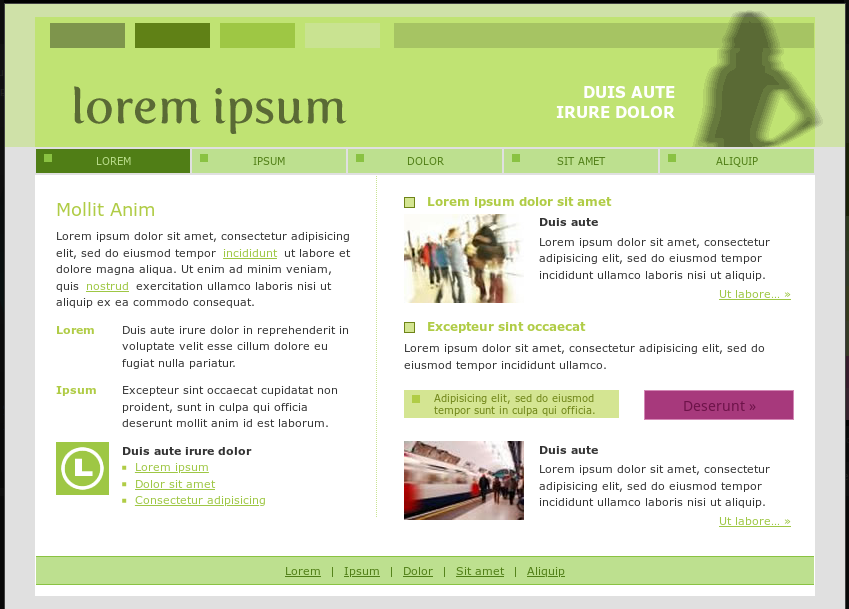 lorem ipsum
DUIS AUTE
IRURE DOLOR
LOREM
IPSUM
DOLOR
SIT AMET
ALIQUIP
Mollit Anim
Lorem ipsum dolor sit amet, consectetur adipisicing
elit, sed do eiusmod tempor incididunt ut labore et
dolore magna aliqua. Ut enim ad minim veniam,
quis nostrud exercitation ullamco laboris nisi ut
aliquip ex ea commodo consequat.
Lorem
Duis aute irure dolor in reprehenderit in
voluptate velit esse cillum dolore eu
fugiat nulla pariatur.
Ipsum
Excepteur sint occaecat cupidatat non
proident, sunt in culpa qui officia
deserunt mollit anim id est laborum.
Duis aute irure dolor
Lorem ipsum
Dolor sit amet
Consectetur adipisicing
Lorem ipsum dolor sit amet
Duis aute
Lorem ipsum dolor sit amet, consectetur
adipisicing elit, sed do eiusmod tempor
incididunt ullamco laboris nisi ut aliquip.
Ut labore... »
Excepteur sint occaecat
Lorem ipsum dolor sit amet, consectetur adipisicing elit, sed do
eiusmod tempor incididunt ullamco.
Adipisicing elit, sed do eiusmod
tempor sunt in culpa qui officia.
Deserunt »
Duis aute
Lorem ipsum dolor sit amet, consectetur
adipisicing elit, sed do eiusmod tempor
incididunt ullamco laboris nisi ut aliquip.
Ut labore... »
Lorem | Ipsum | Dolor | Sit amet | Aliquip